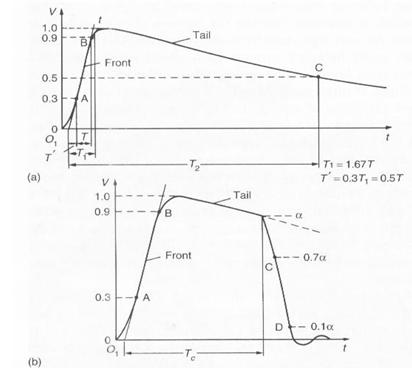 V
t
1.0
0.9
B
Tail
Front
C
0.5
0.3
A
0
O1
T
t
T'
T1
T2
T1 = 1.67T
T' = 0.3T1 = 0.5T
(a)
V
1.0
0.9
B
Tail
α
Front
C
0.7α
0.3
A
D
0.1α
0
O1
Tc
t
(b)